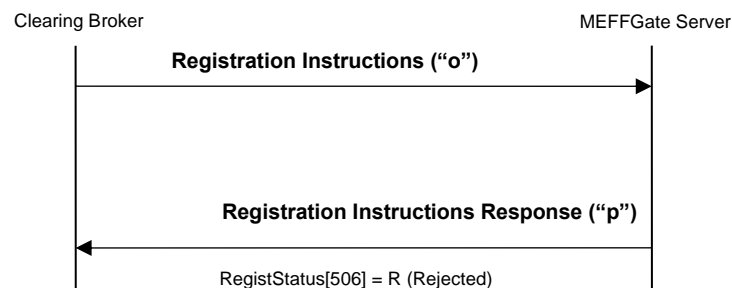 Clearing Broker
MEFFGate Server
Registration Instructions (“o”)
Registration Instructions Response (“p”)
RegistStatus[506] = R (Rejected)